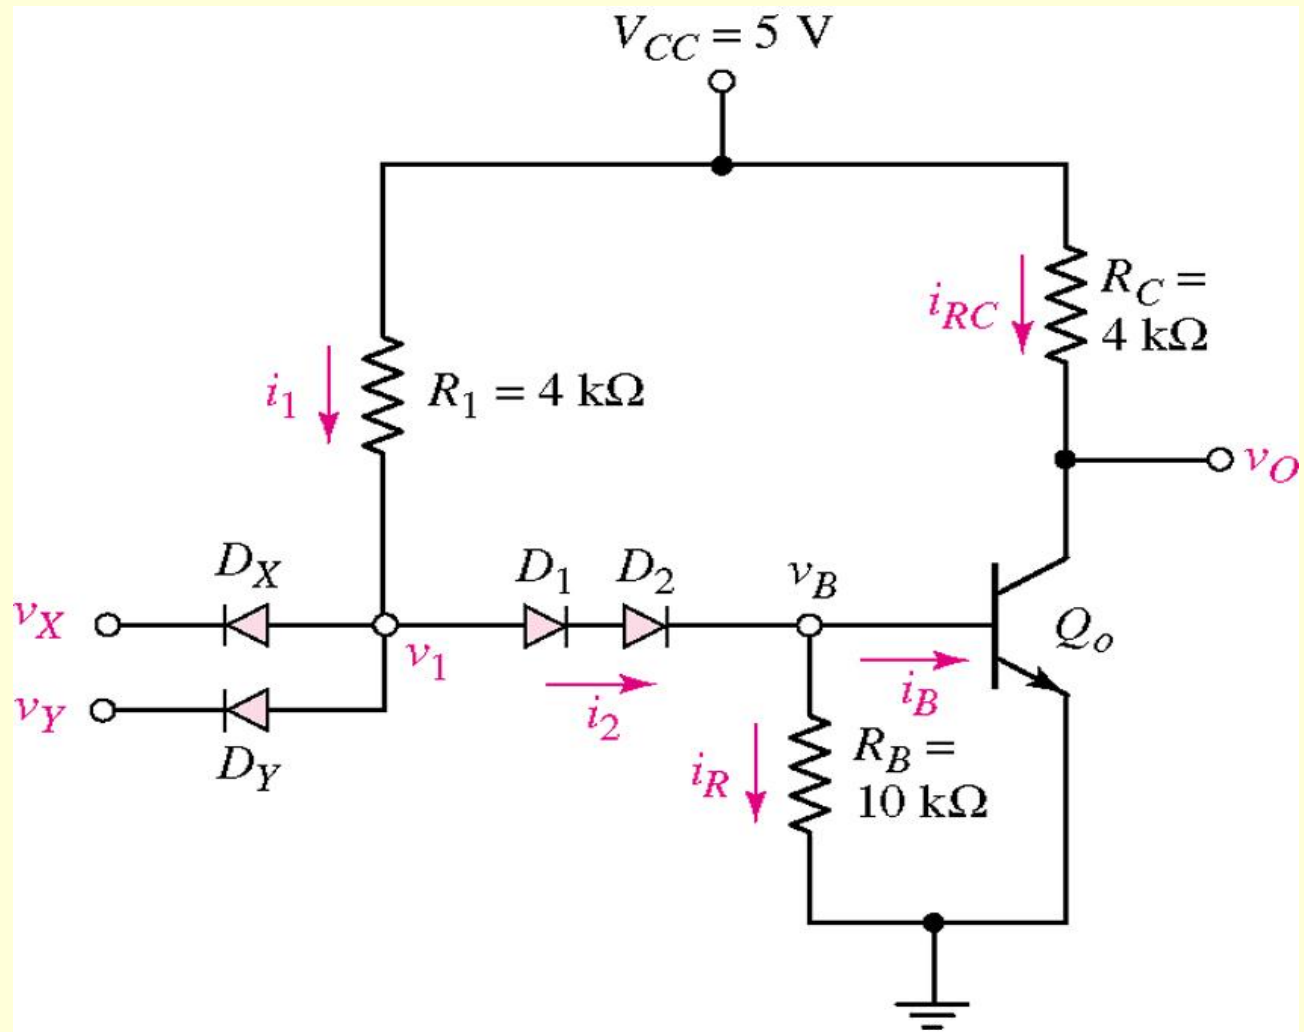 V_CC = 5 V
R_C =
4 kΩ
i_RC
i_1
R_1 = 4 kΩ
v_O
D_X
D_1
D_2
v_B
v_X
v_1
Q_o
i_2
i_B
v_Y
D_Y
i_R
R_B =
10 kΩ